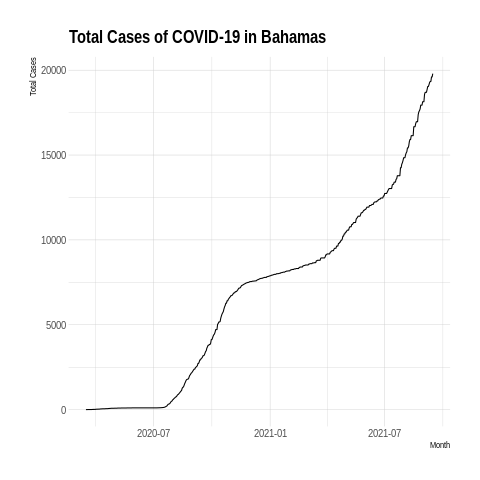 Total Cases of COVID-19 in Bahamas
Total Cases
20000
15000
10000
5000
0
2020-07 2021-01 2021-07
Month